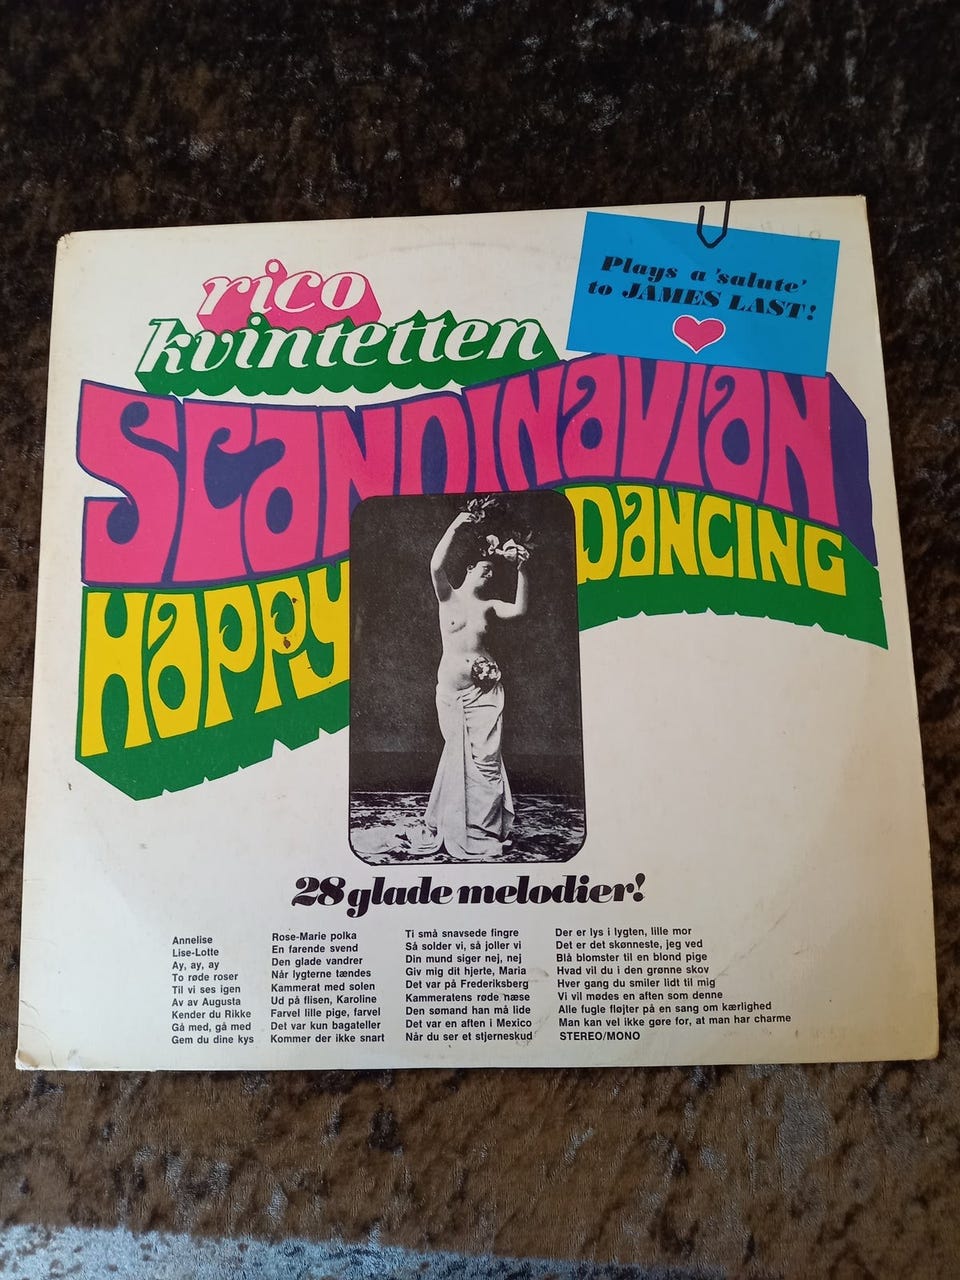 rico
kvintetten
Plays a 'salute'
to JAMES LAST!
SCANDINAVIAN
HAPPY DANCING
28 glade melodier!
Annelise
Lise-Lotte
Ay, ay, ay
To røde roser
Til vi ses igen
Av av Augusta
Kender du Rikke
Gå med, gå med
Gem du dine kys
Rose-Marie polka
En farende svend
Den glade vandrer
Når lygterne tændes
Kammerat med solen
Ud på flisen, Karoline
Farvel lille pige, farvel
Det var kun bagateller
Kommer der ikke snart
Ti små snavsede fingre
Så solder vi, så joller vi
Din mund siger nej, nej
Giv mig dit hjerte, Maria
Det var på Frederiksberg
Kammeratens røde næse
Den sømand han må lide
Det var en aften i Mexico
Når du ser et stjerneskud
Der er lys i lygten, lille mor
Det er det skønneste, jeg ved
Blå blomster til en blond pige
Hvad vil du i den grønne skov
Hver gang du smiler lidt til mig
Vi vil mødes en aften som denne
Alle fugle fløjter på en sang om kærlighed
Man kan vel ikke gøre for, at man har charme
STEREO/MONO